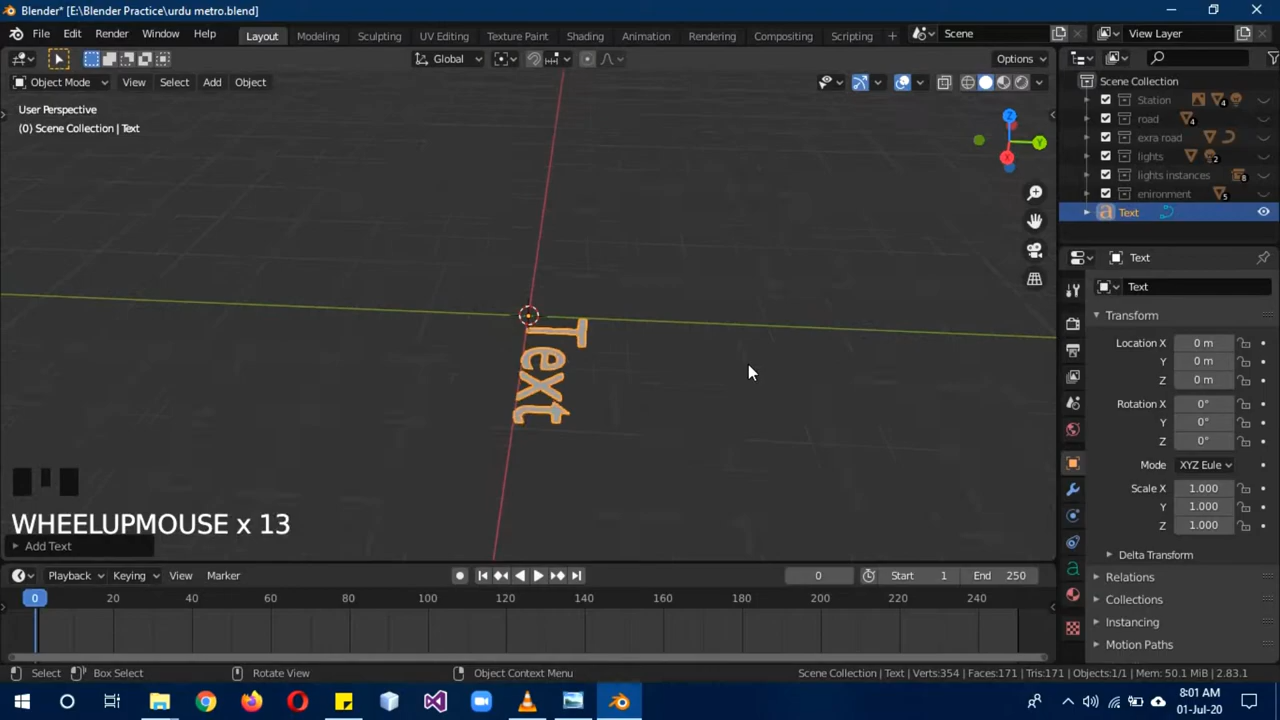 Blender* [E:\Blender Practice\urdu metro.blend]
File Edit Render Window Help Layout Modeling Sculpting UV Editing Texture Paint Shading Animation Rendering Compositing Scripting + Scene View Layer
Global Options
Object Mode View Select Add Object
User Perspective
(0) Scene Collection | Text
Z
Y
X
Text
WHEELUPMOUSE x 13
Add Text
Scene Collection
Station 4
road 4
exra road
lights 2
lights instances 8
enironment 5
Text
Text
Text
Transform
Location X 0 m
Y 0 m
Z 0 m
Rotation X 0°
Y 0°
Z 0°
Mode XYZ Eule
Scale X 1.000
Y 1.000
Z 1.000
Delta Transform
Relations
Collections
Instancing
Motion Paths
Playback Keying View Marker 0 Start 1 End 250
0 20 40 60 80 100 120 140 160 180 200 220 240
Select Box Select Rotate View Object Context Menu Scene Collection | Text | Verts:354 | Faces:171 | Tris:171 | Objects:1/1 | Mem: 50.1 MiB | 2.83.1
8:01 AM
01-Jul-20